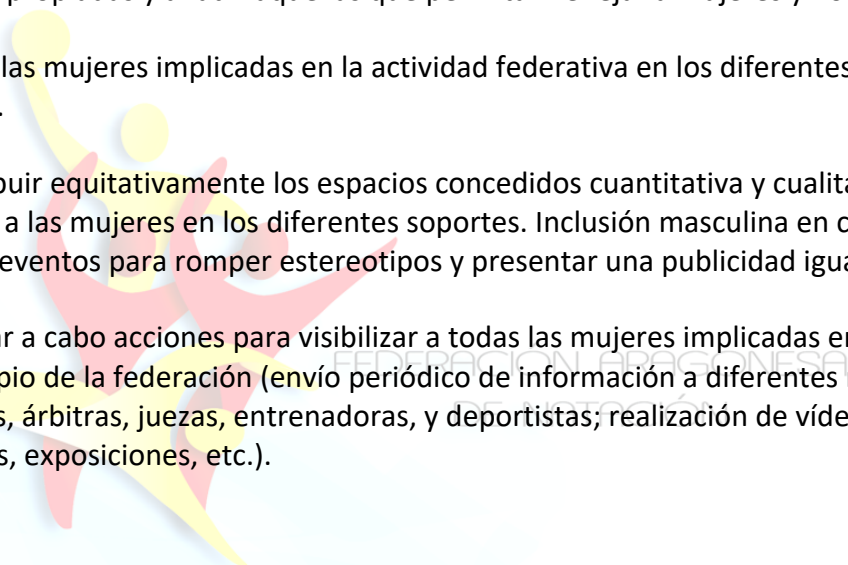 las mujeres implicadas en la actividad federativa en los diferentes
.
buir equitativamente los espacios concedidos cuantitativa y cualita
a las mujeres en los diferentes soportes. Inclusión masculina en c
eventos para romper estereotipos y presentar una publicidad igua
ar a cabo acciones para visibilizar a todas las mujeres implicadas en
FEDERACION ARAGONESA
pio de la federación (envío periódico de información a diferentes
s, árbitras, juezas, entrenadoras, y deportistas; realización de víde
DE NATACIÓN
s, exposiciones, etc.).